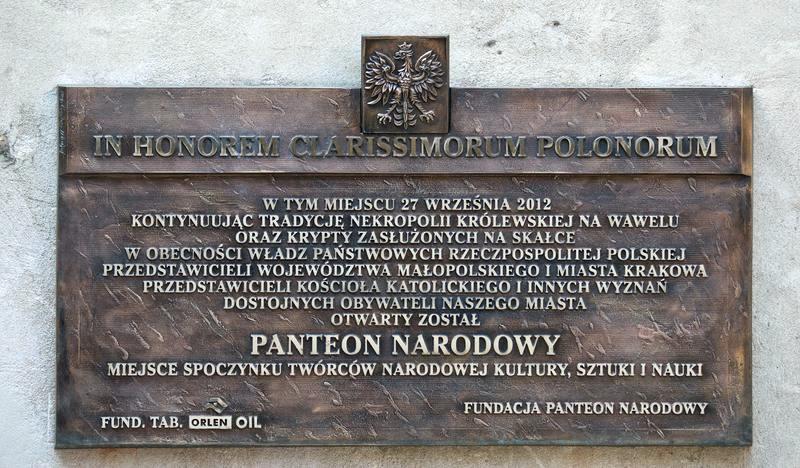 IN HONOREM CLARISSIMORUM POLONORUM
W TYM MIEJSCU 27 WRZEŚNIA 2012
KONTYNUUJĄC TRADYCJĘ NEKROPOLII KRÓLEWSKIEJ NA WAWELU
ORAZ KRYPTY ZASŁUŻONYCH NA SKAŁCE
W OBECNOŚCI WŁADZ PAŃSTWOWYCH RZECZPOSPOLITEJ POLSKIEJ
PRZEDSTAWICIELI WOJEWÓDZTWA MAŁOPOLSKIEGO I MIASTA KRAKOWA
PRZEDSTAWICIELI KOŚCIOŁA KATOLICKIEGO I INNYCH WYZNAŃ
DOSTOJNYCH OBYWATELI NASZEGO MIASTA
OTWARTY ZOSTAŁ
PANTEON NARODOWY
MIEJSCE SPOCZYNKU TWÓRCÓW NARODOWEJ KULTURY, SZTUKI I NAUKI
FUNDACJA PANTEON NARODOWY
FUND. TAB. ORLEN OIL